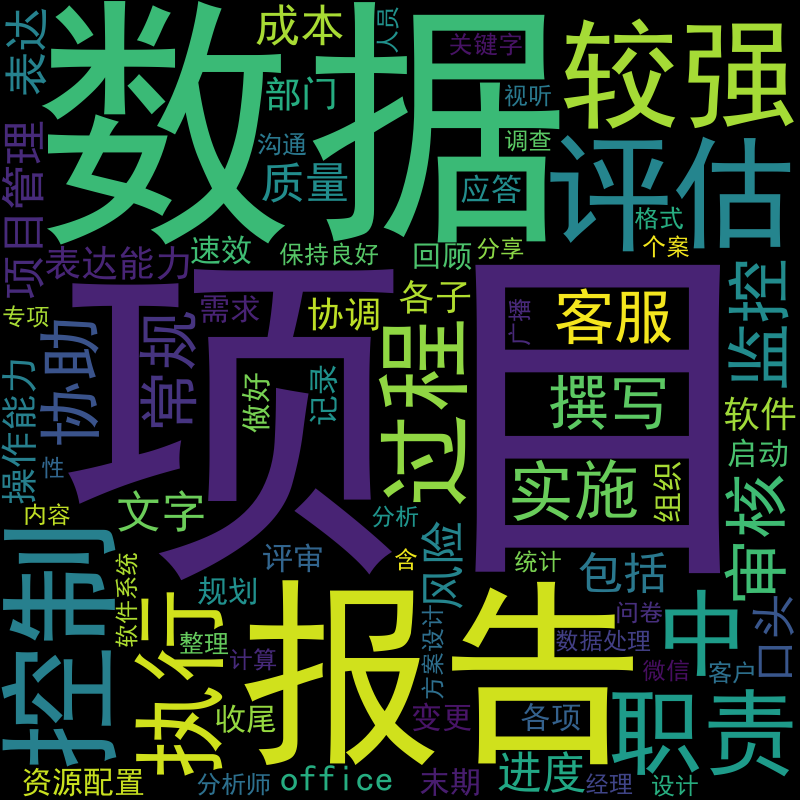 表达
数据
成本
人员
关键字
较强
部门
视听
沟通
调查
评估
质量
应答
项目管理
格式
速效
保持良好
回顾
分享
个案
表达能力
监控
专项
协助
常规
需求
协调
各子
广播
客服
项目
过程
撰写
操作能力
做好
记录
软件
启动
性
实施
组织
文字
内容
分析
审核
控制
软件系统
评审
风险
含
统计
包括
规划
执行
报告
中
口头
问卷
整理
计算
方案设计
数据处理
微信
客户
收尾
变更
各项
职责
资源配置
分析师
office
末期
进度
经理
设计